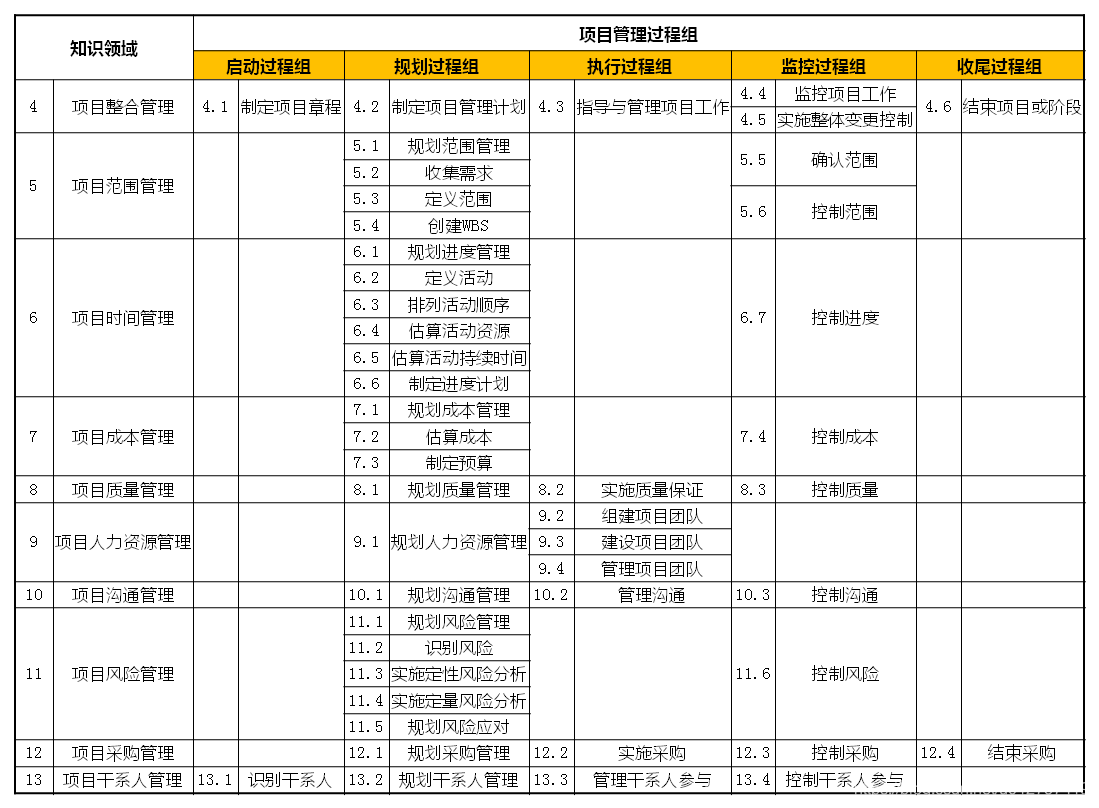 知识领域
项目管理过程组
启动过程组 规划过程组 执行过程组 监控过程组 收尾过程组
4 项目整合管理 4.1 制定项目章程 4.2 制定项目管理计划 4.3 指导与管理项目工作 4.4 监控项目工作 4.6 结束项目或阶段
4.5 实施整体变更控制
5 项目范围管理 5.1 规划范围管理 5.5 确认范围
5.2 收集需求
5.3 定义范围 5.6 控制范围
5.4 创建WBS
6 项目时间管理 6.1 规划进度管理 6.7 控制进度
6.2 定义活动
6.3 排列活动顺序
6.4 估算活动资源
6.5 估算活动持续时间
6.6 制定进度计划
7 项目成本管理 7.1 规划成本管理 7.4 控制成本
7.2 估算成本
7.3 制定预算
8 项目质量管理 8.1 规划质量管理 8.2 实施质量保证 8.3 控制质量
9 项目人力资源管理 9.1 规划人力资源管理 9.2 组建项目团队
9.3 建设项目团队
9.4 管理项目团队
10 项目沟通管理 10.1 规划沟通管理 10.2 管理沟通 10.3 控制沟通
11 项目风险管理 11.1 规划风险管理 11.6 控制风险
11.2 识别风险
11.3 实施定性风险分析
11.4 实施定量风险分析
11.5 规划风险应对
12 项目采购管理 12.1 规划采购管理 12.2 实施采购 12.3 控制采购 12.4 结束采购
13 项目干系人管理 13.1 识别干系人 13.2 规划干系人管理 13.3 管理干系人参与 13.4 控制干系人参与